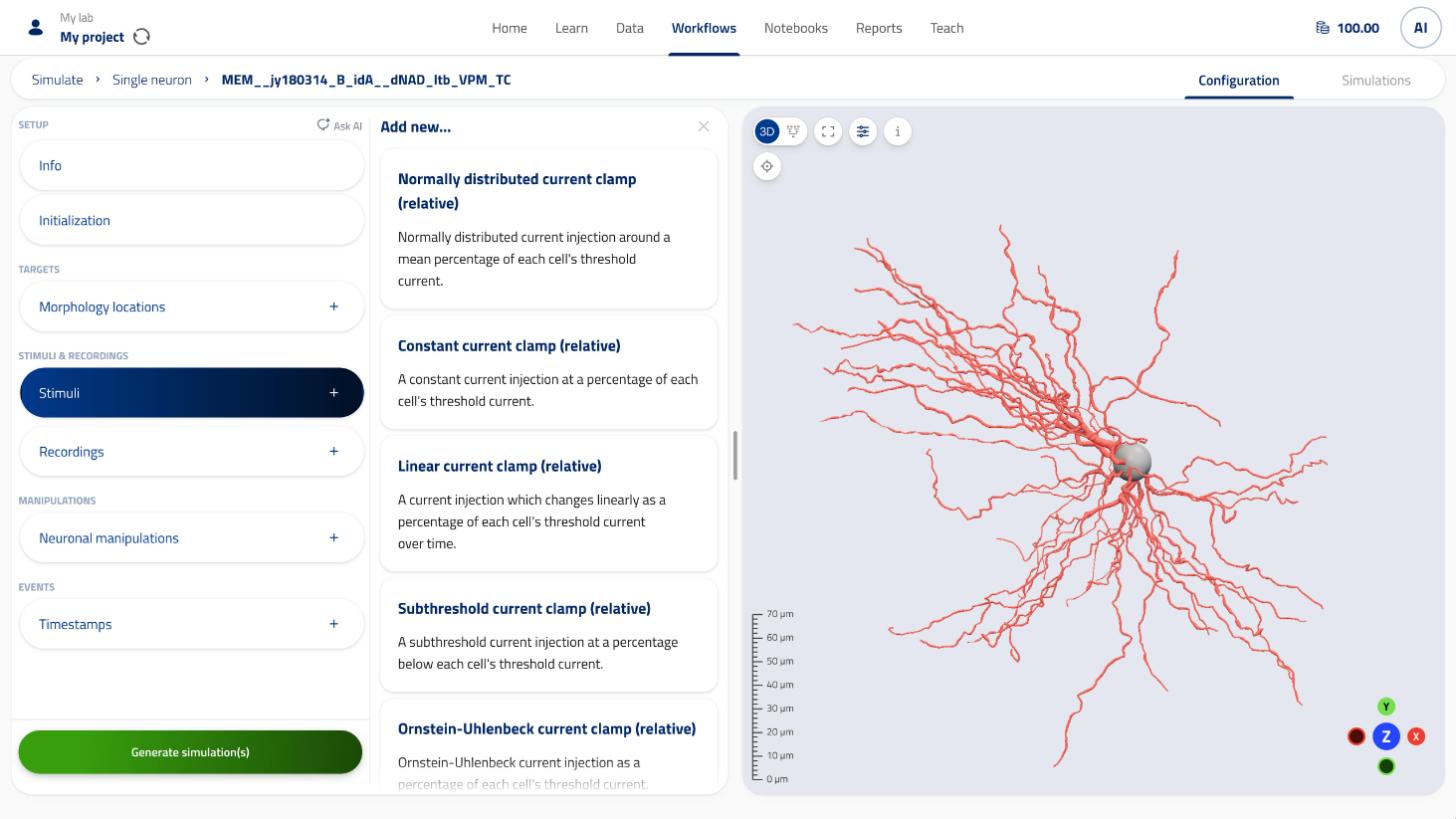 My lab
My project
Home
Learn
Data
Workflows
Notebooks
Reports
Teach
100.00
AI
Simulate
Single neuron
MEM__jy180314_B_idA__dNAD_ltb_VPM_TC
Configuration
Simulations
SETUP
Ask AI
Info
Initialization
TARGETS
Morphology locations
+
STIMULI & RECORDINGS
Stimuli
+
Recordings
+
MANIPULATIONS
Neuronal manipulations
+
EVENTS
Timestamps
+
Generate simulation(s)
Add new...
Normally distributed current clamp
(relative)
Normally distributed current injection around a
mean percentage of each cell's threshold
current.
Constant current clamp (relative)
A constant current injection at a percentage of each
cell's threshold current.
Linear current clamp (relative)
A current injection which changes linearly as a
percentage of each cell's threshold current
over time.
Subthreshold current clamp (relative)
A subthreshold current injection at a percentage
below each cell's threshold current.
Ornstein-Uhlenbeck current clamp (relative)
Ornstein-Uhlenbeck current injection as a
percentage of each cell's threshold current.
3D
i
70 µm
60 µm
50 µm
40 µm
30 µm
20 µm
10 µm
0 µm
Y
Z
X